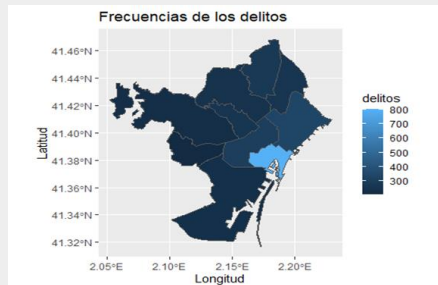 Frecuencias de los delitos
41.46°N
41.44°N
41.42°N
41.40°N
41.38°N
41.36°N
41.34°N
41.32°N
Latitud
2.05°E 2.10°E 2.15°E 2.20°E
Longitud
delitos
800
700
600
500
400
300